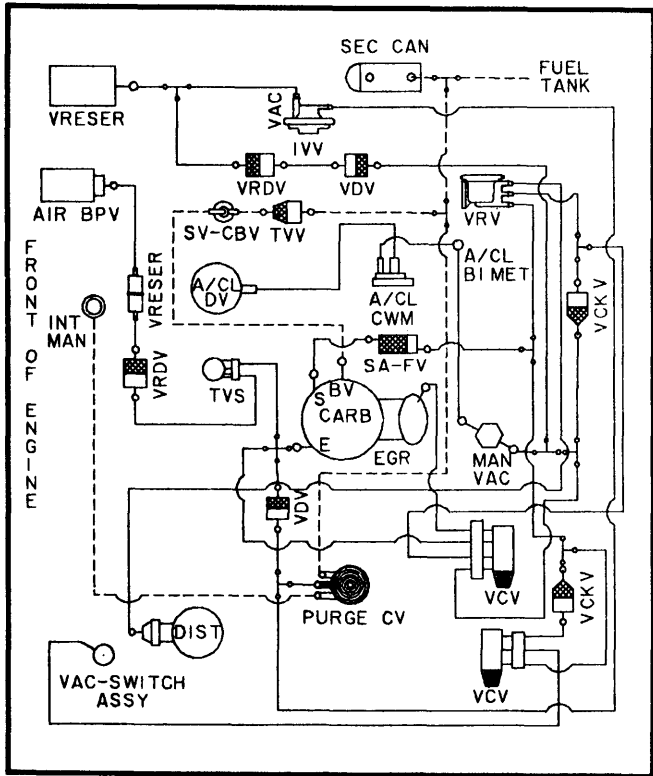 SEC CAN
FUEL
TANK
VRESER
VAC
IVV
VRDV
VDV
VRV
AIR BPV
SV-CBV
TVV
A/CL
DV
A/CL
CWM
A/CL
BI MET
VCKV
FRONT OF ENGINE
INT
MAN
VRESER
VRDV
TVS
SA-FV
S
BV
CARB
E
EGR
MAN
VAC
VDV
PURGE CV
VCV
VCKV
DIST
VAC-SWITCH
ASSY
VCV